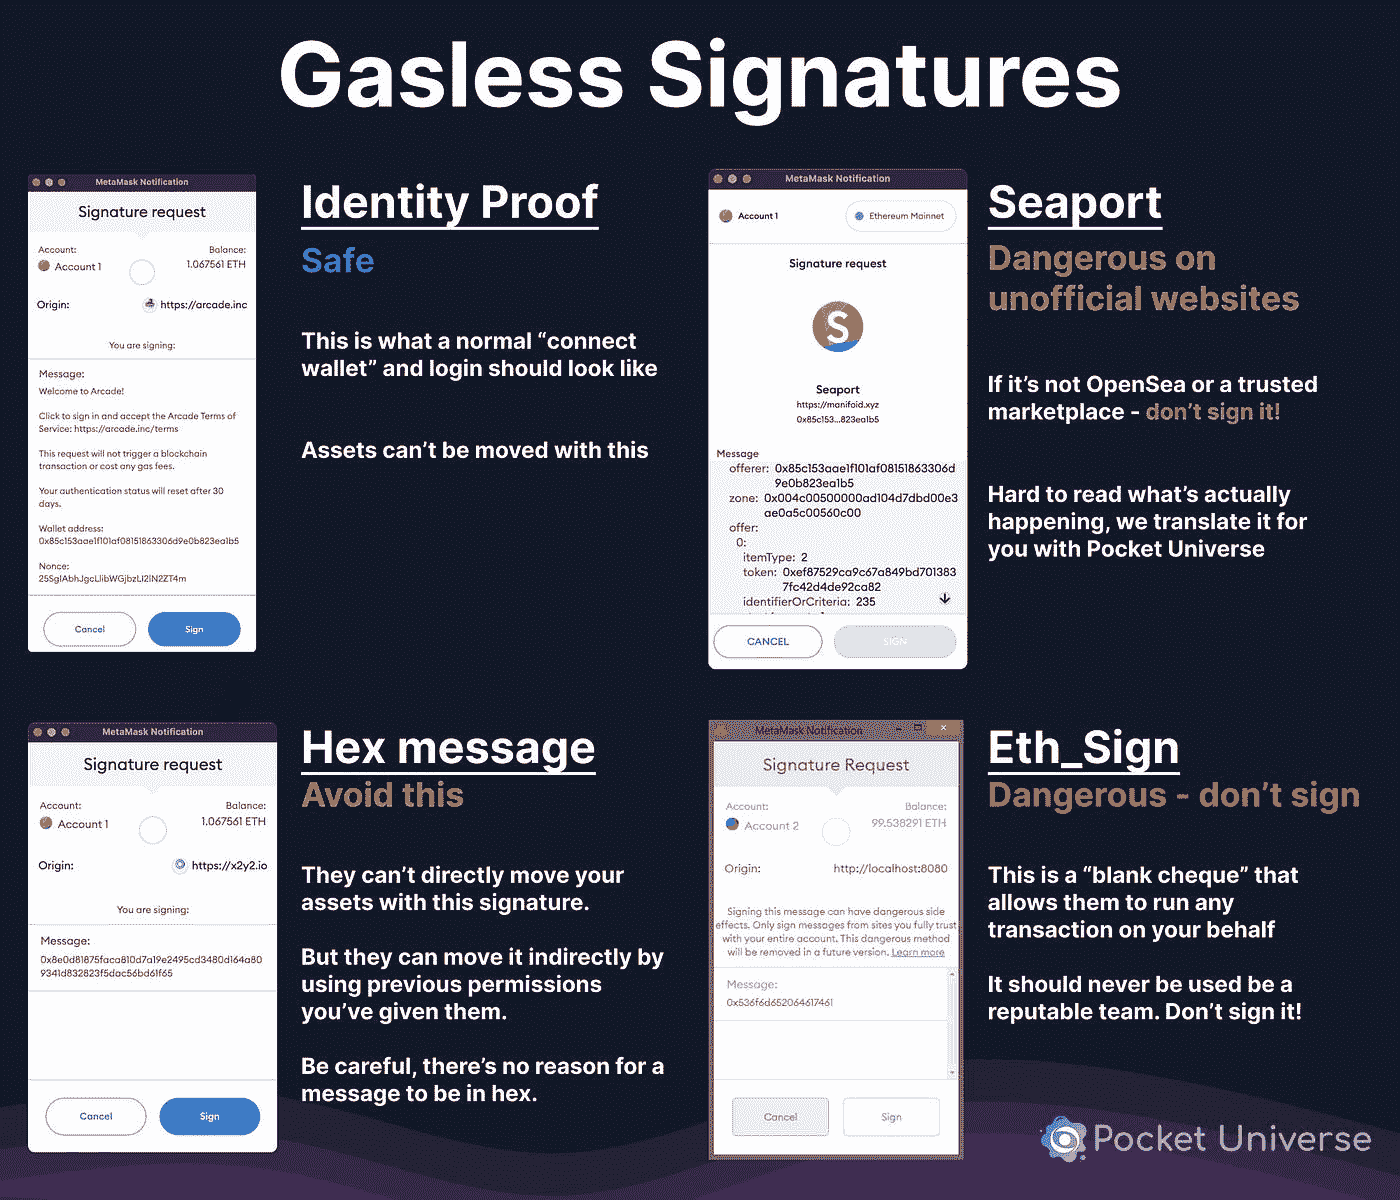 Gasless Signatures
MetaMask Notification
Signature request
Account:
Balance:
Account 1
1.067561 ETH
Origin:
https://arcade.inc
You are signing:
Message:
Welcome to Arcade!
Click to sign in and accept the Arcade Terms of
Service: https://arcade.inc/terms
This request will not trigger a blockchain
transaction or cost any gas fees.
Your authentication status will reset after 30
days.
Wallet address:
0x85c153aae1f101af08151863306d9e0b823ea1b5
Nonce:
Cancel
Sign
Identity Proof
Safe
This is what a normal “connect
wallet” and login should look like
Assets can’t be moved with this
MetaMask Notification
Account 1
Ethereum Mainnet
Signature request
S
Seaport
https://manifoid.xyz
0x85c153...823ea1b5
Message
offerer: 0x85c153aae1f101af08151863306d
9e0b823ea1b5
zone: 0x004c00500000ad104d7dbd00e3
ae0a5c00560c00
offer:
0:
itemType: 2
token: 0xef87529ca9c67a849bd701383
7fc42d4de92ca82
identifierOrCriteria: 235
CANCEL
SIGN
Seaport
Dangerous on
unofficial websites
If it’s not OpenSea or a trusted
marketplace - don’t sign it!
Hard to read what’s actually
happening, we translate it for
you with Pocket Universe
MetaMask Notification
Signature request
Account:
Balance:
Account 1
1.067561 ETH
Origin:
https://x2y2.io
You are signing:
Message:
0x8e0d81875faca810d7a19e2495cd3480d164a80
9341d832823f5dac56bd61f65
Cancel
Sign
Hex message
Avoid this
They can’t directly move your
assets with this signature.
But they can move it indirectly by
using previous permissions
you’ve given them.
Be careful, there’s no reason for a
message to be in hex.
MetaMask Notification
Signature Request
Account:
Balance:
Account 2
99.538291 ETH
Origin:
http://localhost:8080
Signing this message can have dangerous side
effects. Only sign messages from sites you fully trust
with your entire account. This dangerous method
will be removed in a future version. Learn more
Message:
0x536f6d652064617461
Cancel
Sign
Eth_Sign
Dangerous - don’t sign
This is a “blank cheque” that
allows them to run any
transaction on your behalf
It should never be used be a
reputable team. Don’t sign it!
Pocket Universe